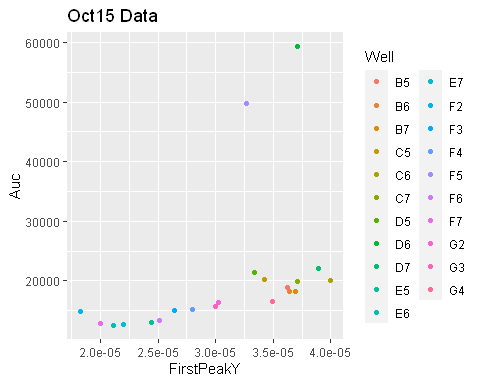 Oct15 Data
60000
50000
40000
30000
20000
Auc
2.0e-05 2.5e-05 3.0e-05 3.5e-05 4.0e-05
FirstPeakY
Well
B5 E7
B6 F2
B7 F3
C5 F4
C6 F5
C7 F6
D5 F7
D6 G2
D7 G3
E5 G4
E6